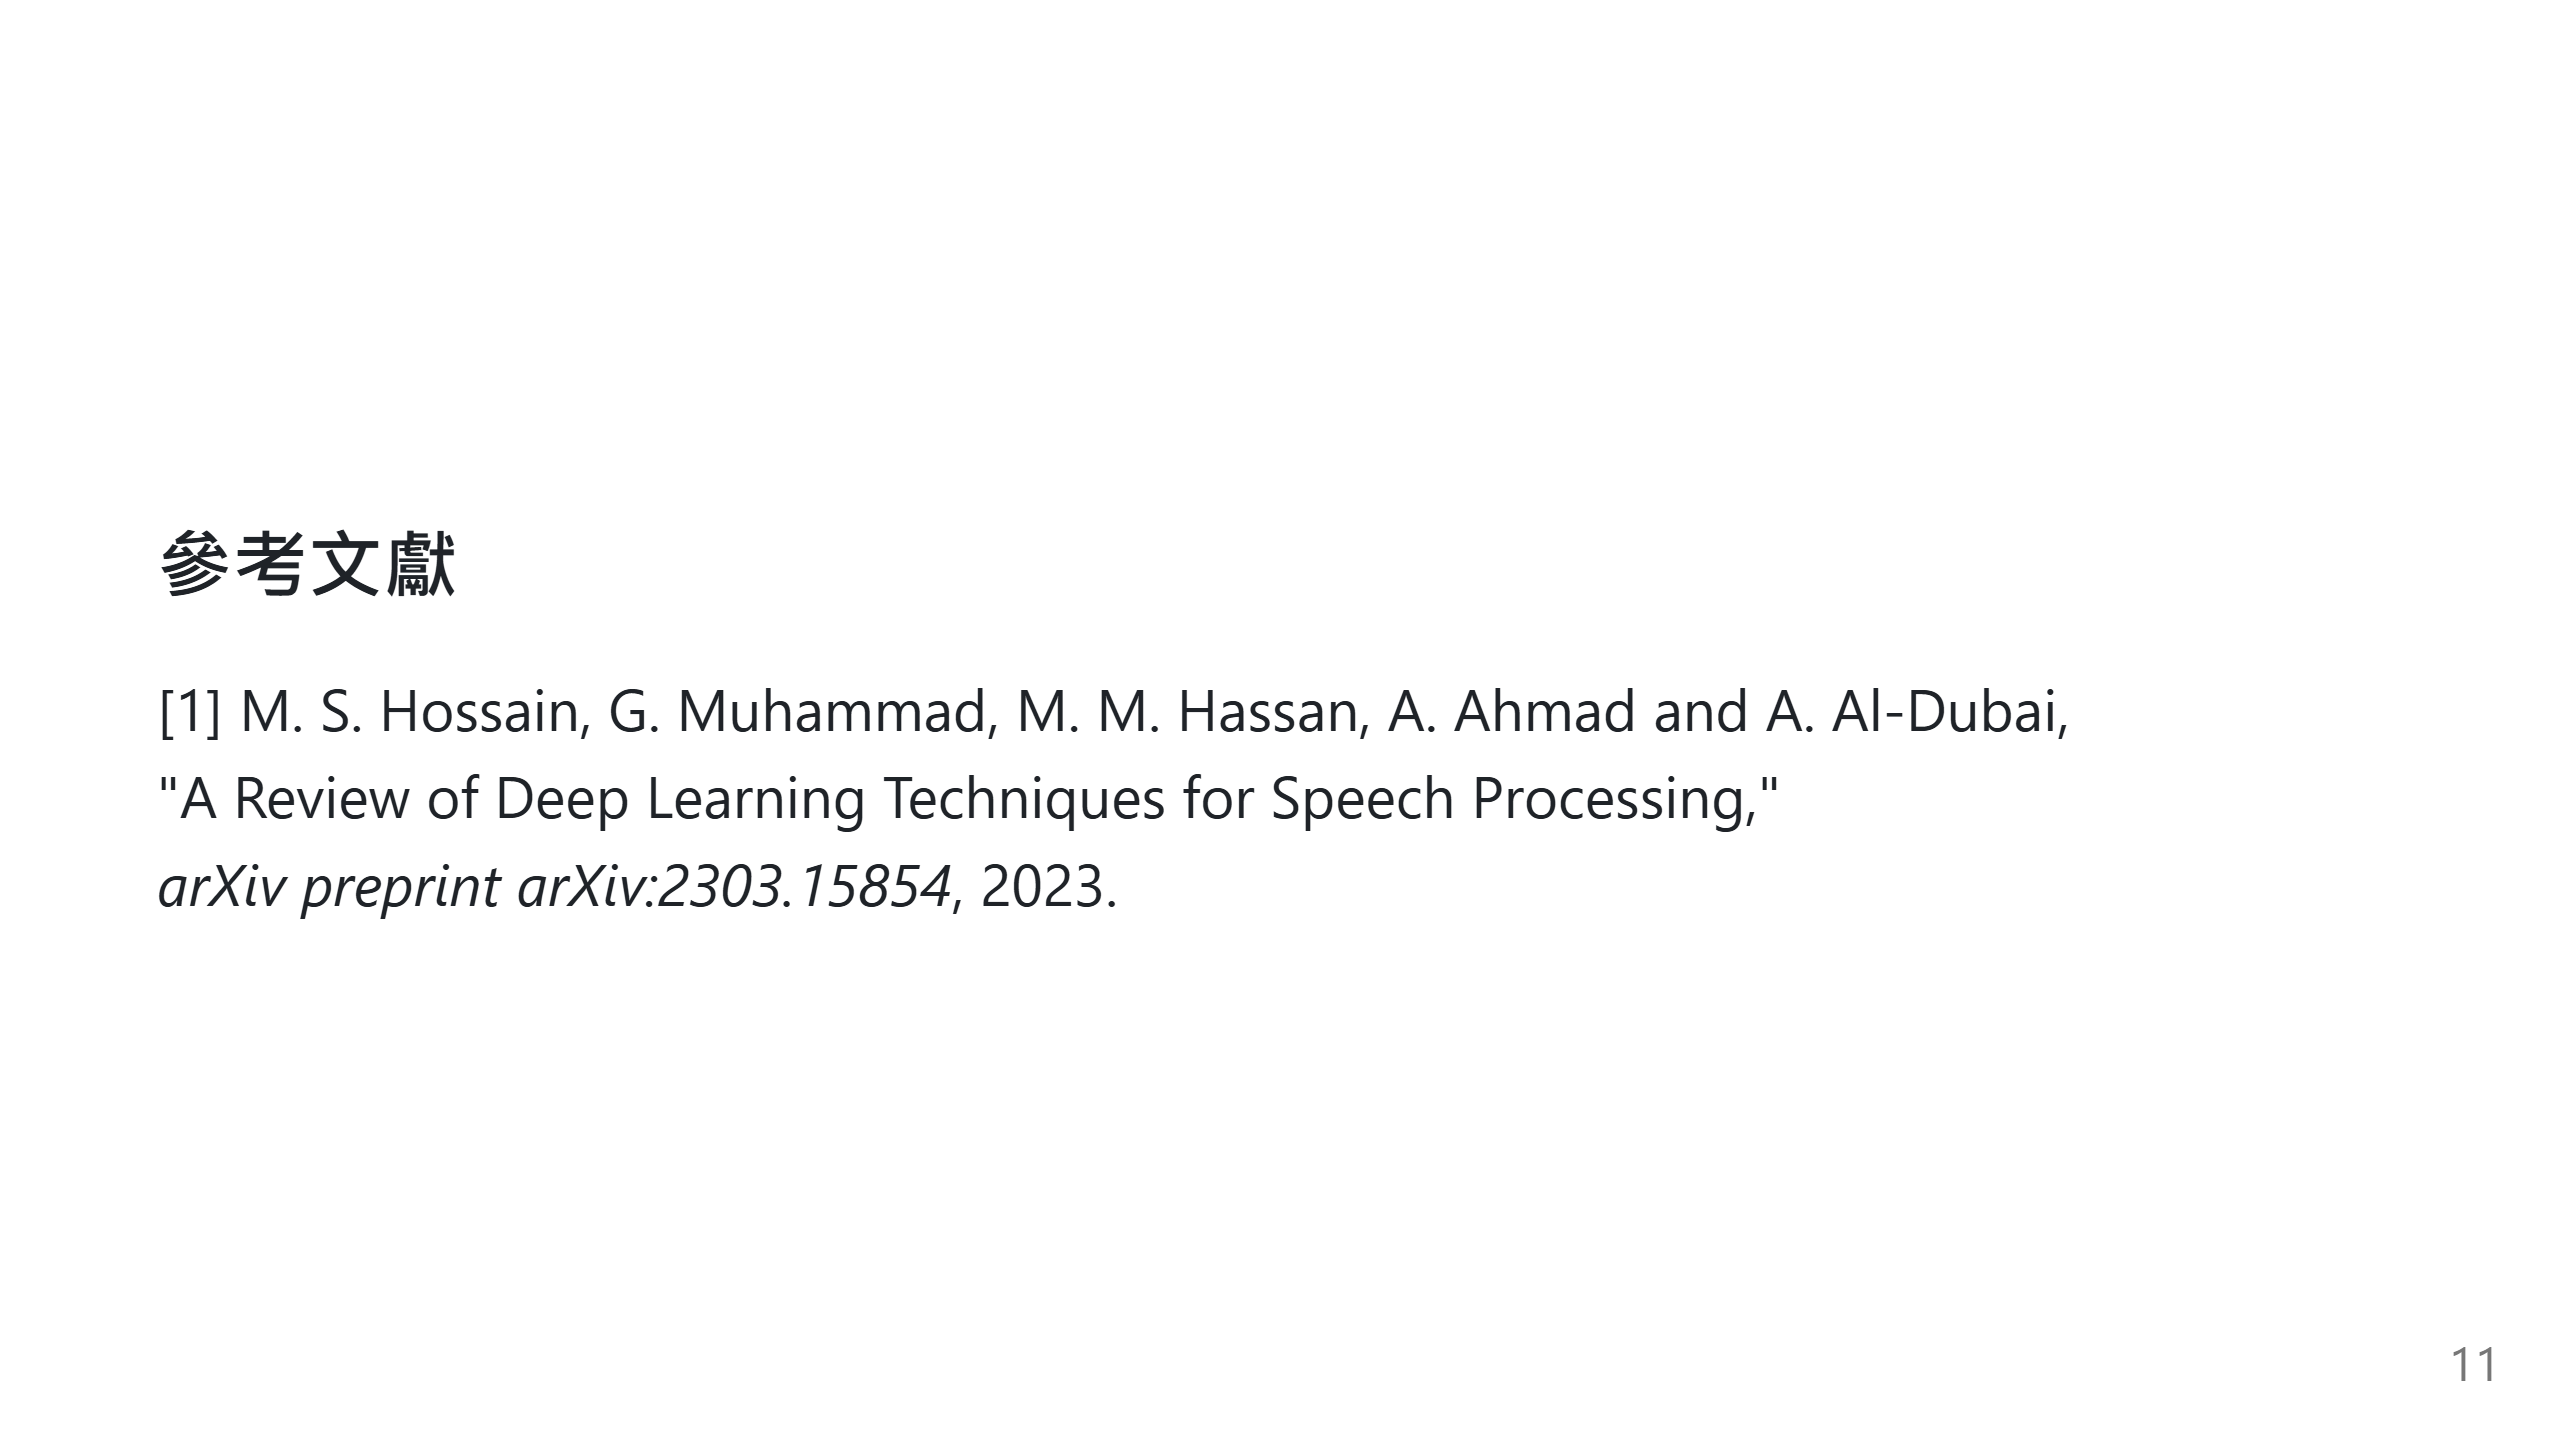 參考文獻
[1] M. S. Hossain, G. Muhammad, M. M. Hassan, A. Ahmad and A. Al-Dubai,
"A Review of Deep Learning Techniques for Speech Processing,"
arXiv preprint arXiv:2303.15854, 2023.
11